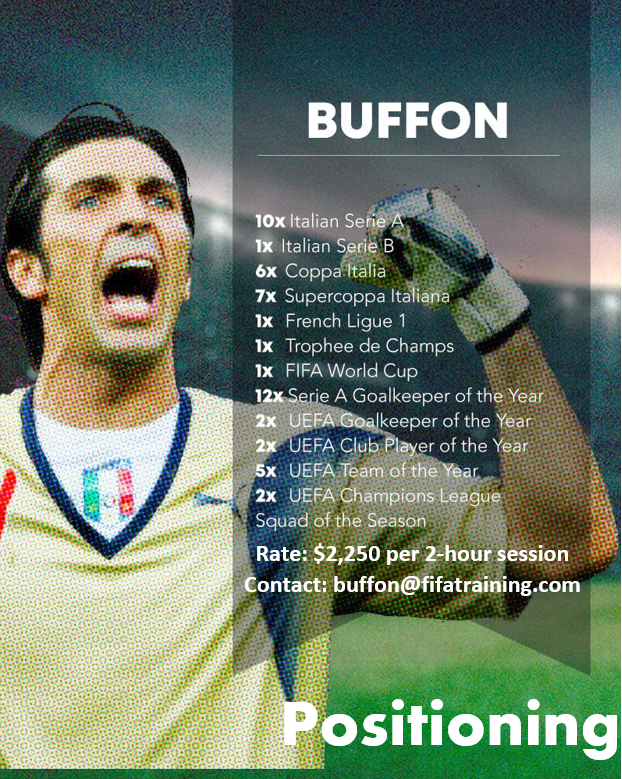 BUFFON
10x Italian Serie A
1x Italian Serie B
6x Coppa Italia
7x Supercoppa Italiana
1x French Ligue 1
1x Trophee de Champs
1x FIFA World Cup
12x Serie A Goalkeeper of the Year
2x UEFA Goalkeeper of the Year
2x UEFA Club Player of the Year
5x UEFA Team of the Year
2x UEFA Champions League
Squad of the Season
Rate: $2,250 per 2-hour session
Contact: buffon@fifatraining.com
Positioning